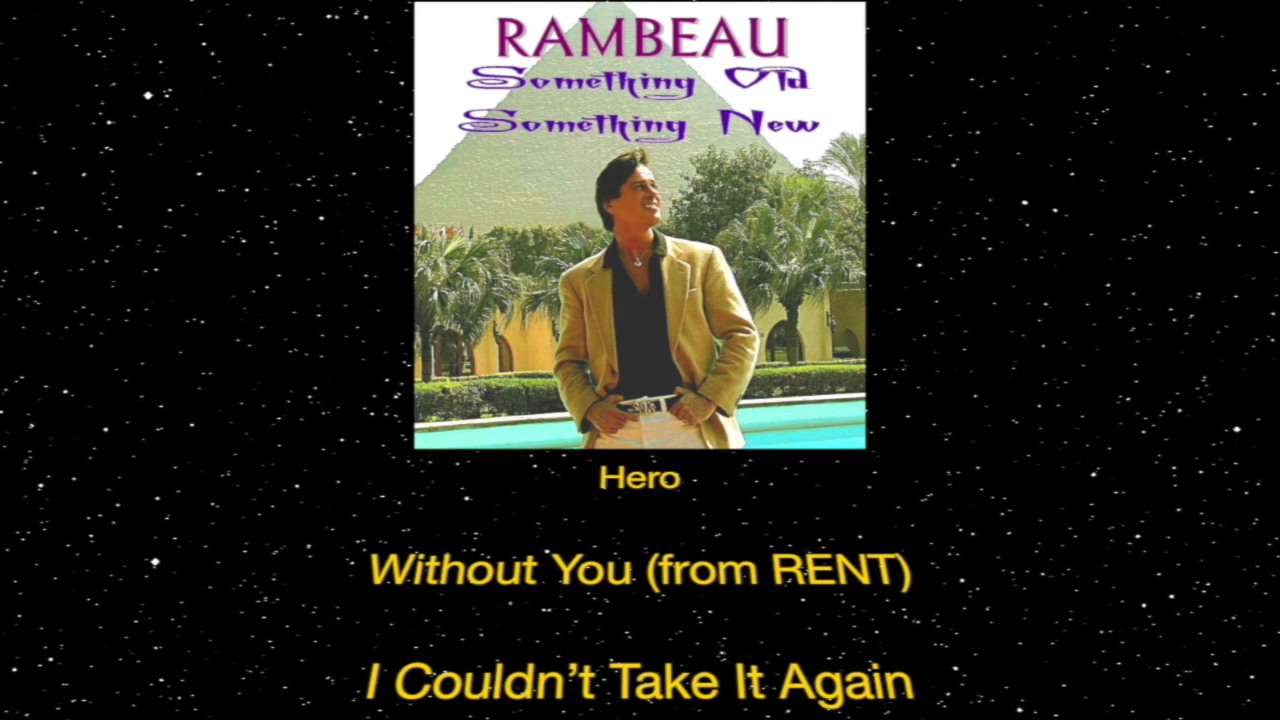 RAMBEAU
Something Old
Something New
Hero
Without You (from RENT)
I Couldn’t Take It Again